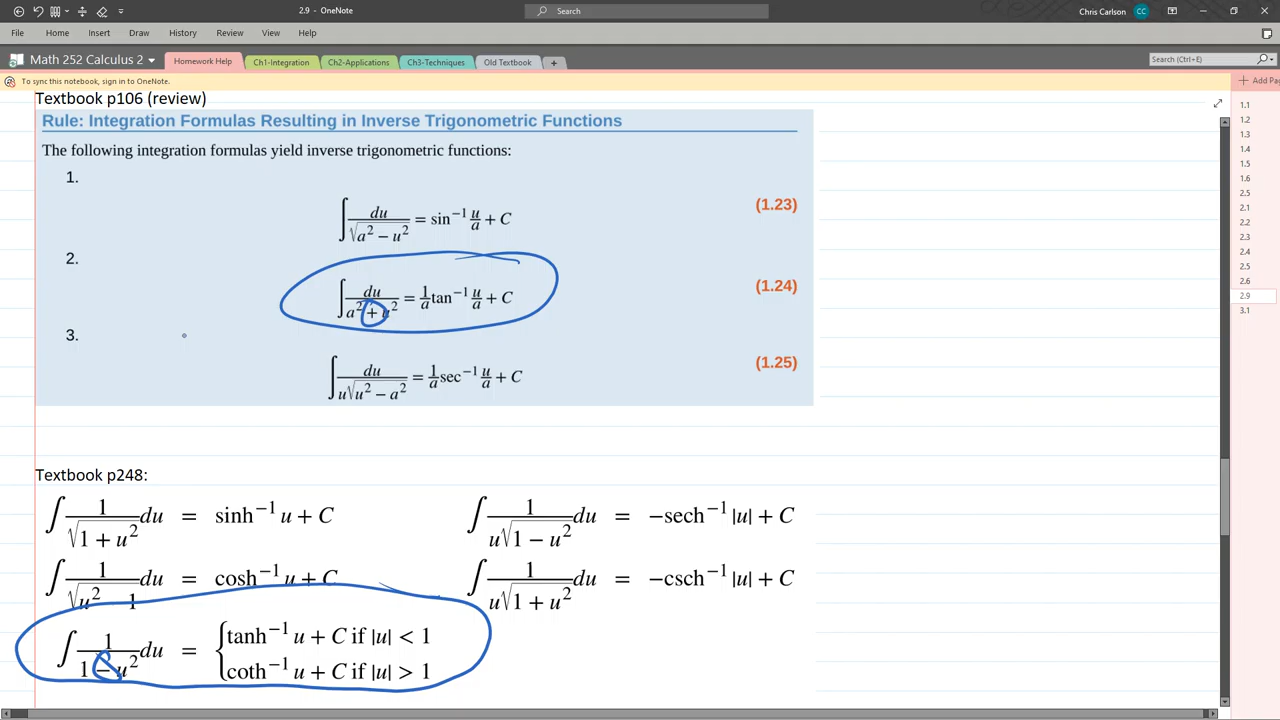 2.9 - OneNote
Search
Chris Carlson
CC
File Home Insert Draw History Review View Help
Math 252 Calculus 2
Homework Help
Ch1-Integration
Ch2-Applications
Ch3-Techniques
Old Textbook
+
Search (Ctrl+E)
To sync this notebook, sign in to OneNote.
+ Add Pag
Textbook p106 (review)
Rule: Integration Formulas Resulting in Inverse Trigonometric Functions
The following integration formulas yield inverse trigonometric functions:
1.
∫ du/√(a² − u²) = sin⁻¹ u/a + C (1.23)
2.
∫ du/(a² + u²) = 1/a tan⁻¹ u/a + C (1.24)
3.
∫ du/(u√(u² − a²)) = 1/a sec⁻¹ u/a + C (1.25)
Textbook p248:
∫ 1/√(1 + u²) du = sinh⁻¹ u + C
∫ 1/(u√(1 − u²)) du = −sech⁻¹ |u| + C
∫ 1/√(u² − 1) du = cosh⁻¹ u + C
∫ 1/(u√(1 + u²)) du = −csch⁻¹ |u| + C
∫ 1/(1 − u²) du = { tanh⁻¹ u + C if |u| < 1
coth⁻¹ u + C if |u| > 1
1.1
1.2
1.3
1.4
1.5
1.6
2.5
2.1
2.2
2.3
2.4
2.5
2.6
2.9
3.1